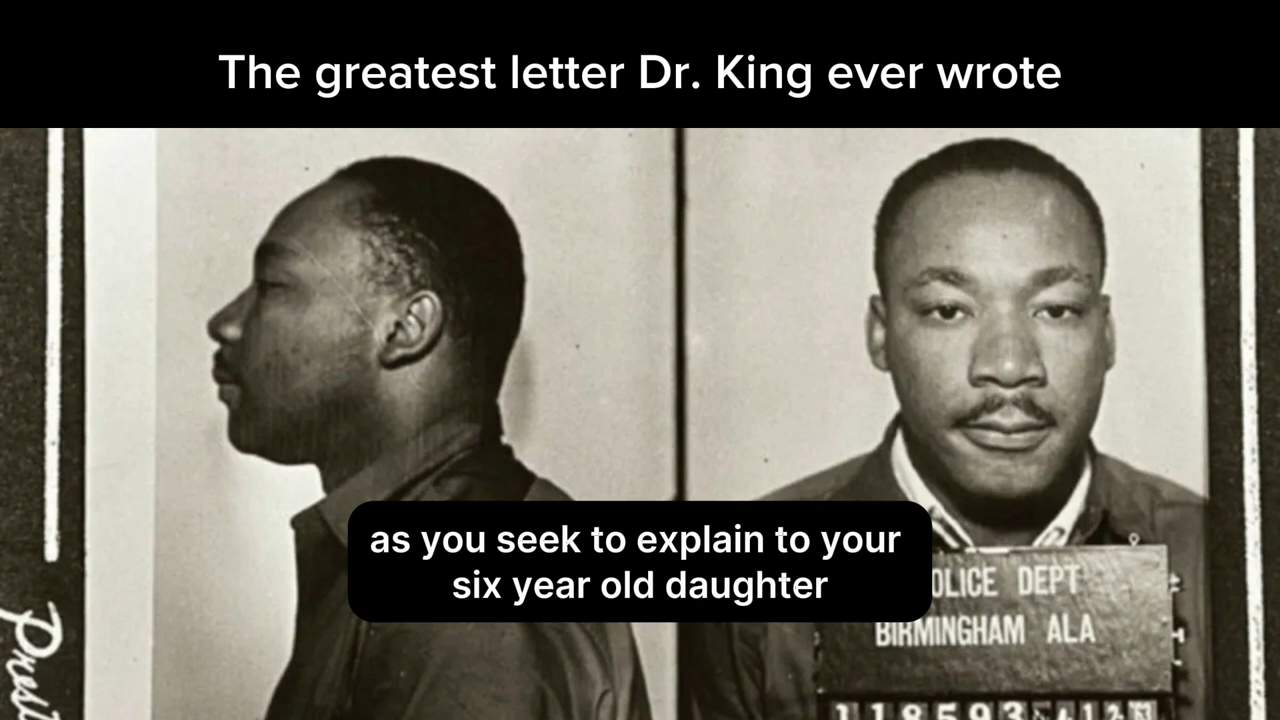 The greatest letter Dr. King ever wrote
as you seek to explain to your
six year old daughter
OLICE DEPT
BIRMINGHAM ALA